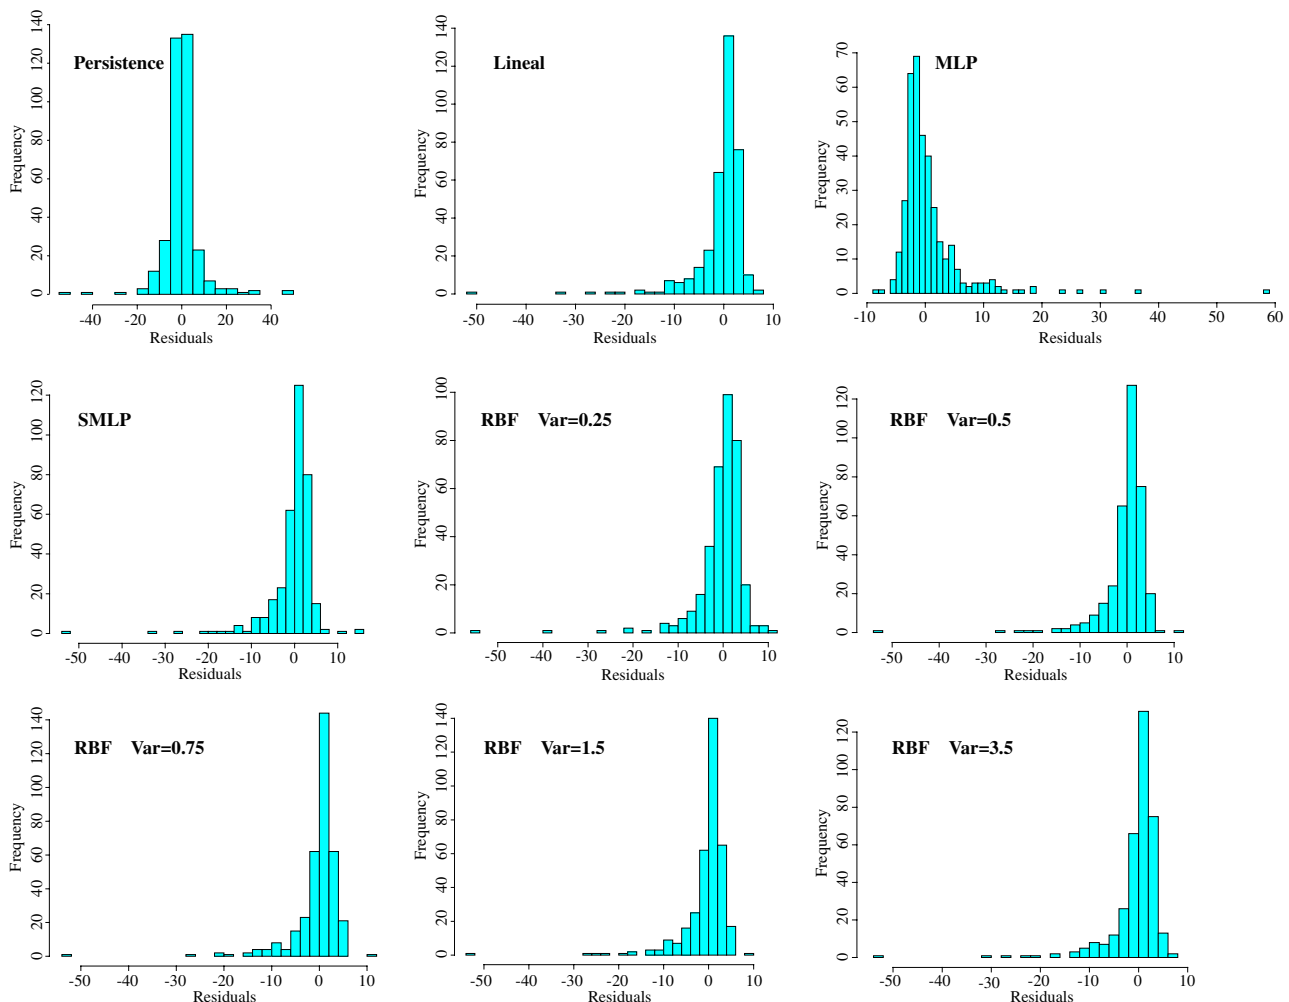 Persistence
Frequency
0 20 40 60 80 100 120 140
-40 -20 0 20 40
Residuals
Lineal
Frequency
0 20 40 60 80 100 120 140
-50 -40 -30 -20 -10 0 10
Residuals
MLP
Frequency
0 10 20 30 40 50 60 70
-10 0 10 20 30 40 50 60
Residuals
SMLP
Frequency
0 20 40 60 80 100 120
-50 -40 -30 -20 -10 0 10
Residuals
RBF Var=0.25
Frequency
0 20 40 60 80 100
-50 -40 -30 -20 -10 0 10
Residuals
RBF Var=0.5
Frequency
0 20 40 60 80 100 120
-50 -40 -30 -20 -10 0 10
Residuals
RBF Var=0.75
Frequency
0 20 40 60 80 100 120 140
-50 -40 -30 -20 -10 0 10
Residuals
RBF Var=1.5
Frequency
0 20 40 60 80 100 120 140
-50 -40 -30 -20 -10 0 10
Residuals
RBF Var=3.5
Frequency
0 20 40 60 80 100 120
-50 -40 -30 -20 -10 0 10
Residuals